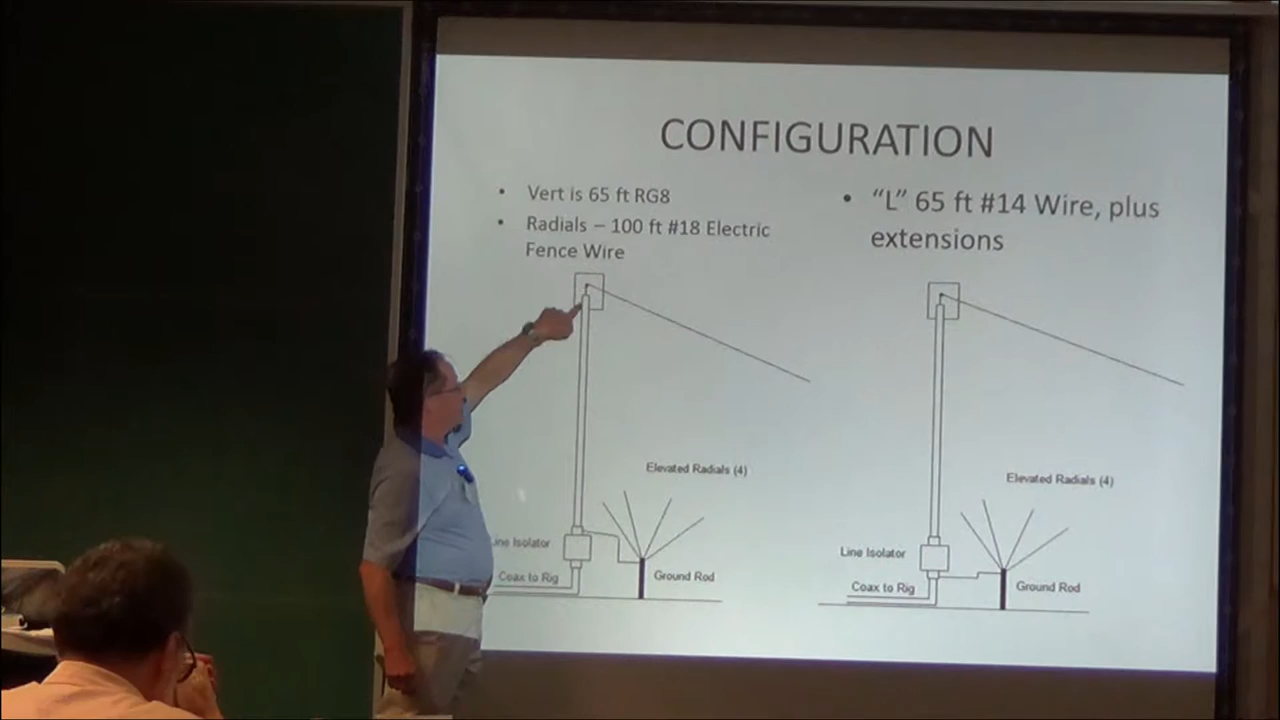 CONFIGURATION
• Vert is 65 ft RG8
• Radials – 100 ft #18 Electric
Fence Wire
• “L” 65 ft #14 Wire, plus
extensions
Elevated Radials (4)
Line Isolator
Coax to Rig
Ground Rod
Elevated Radials (4)
Line Isolator
Coax to Rig
Ground Rod